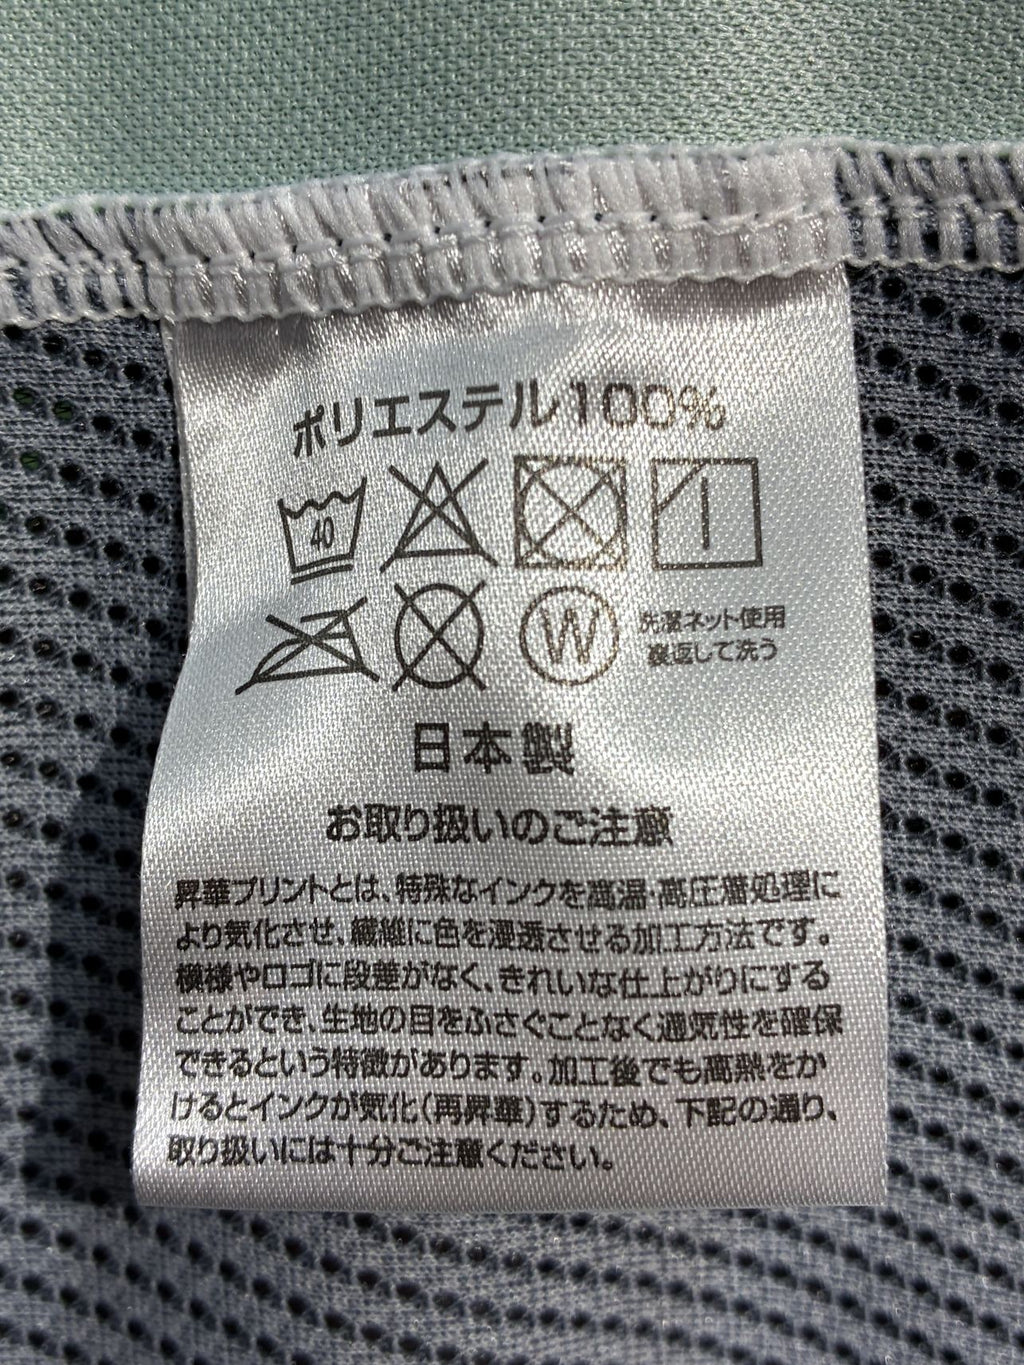 ポリエステル100%
40
W
洗濯ネット使用
裏返して洗う
日本製
お取り扱いのご注意
昇華プリントとは、特殊なインクを高温・高圧着処理に
より気化させ、繊維に色を浸透させる加工方法です。
模様やロゴに段差がなく、きれいな仕上がりにする
ことができ、生地の目をふさぐことなく通気性を確保
できるという特徴があります。加工後でも高熱をか
けるとインクが気化(再昇華)するため、下記の通り、
取り扱いには十分ご注意ください。